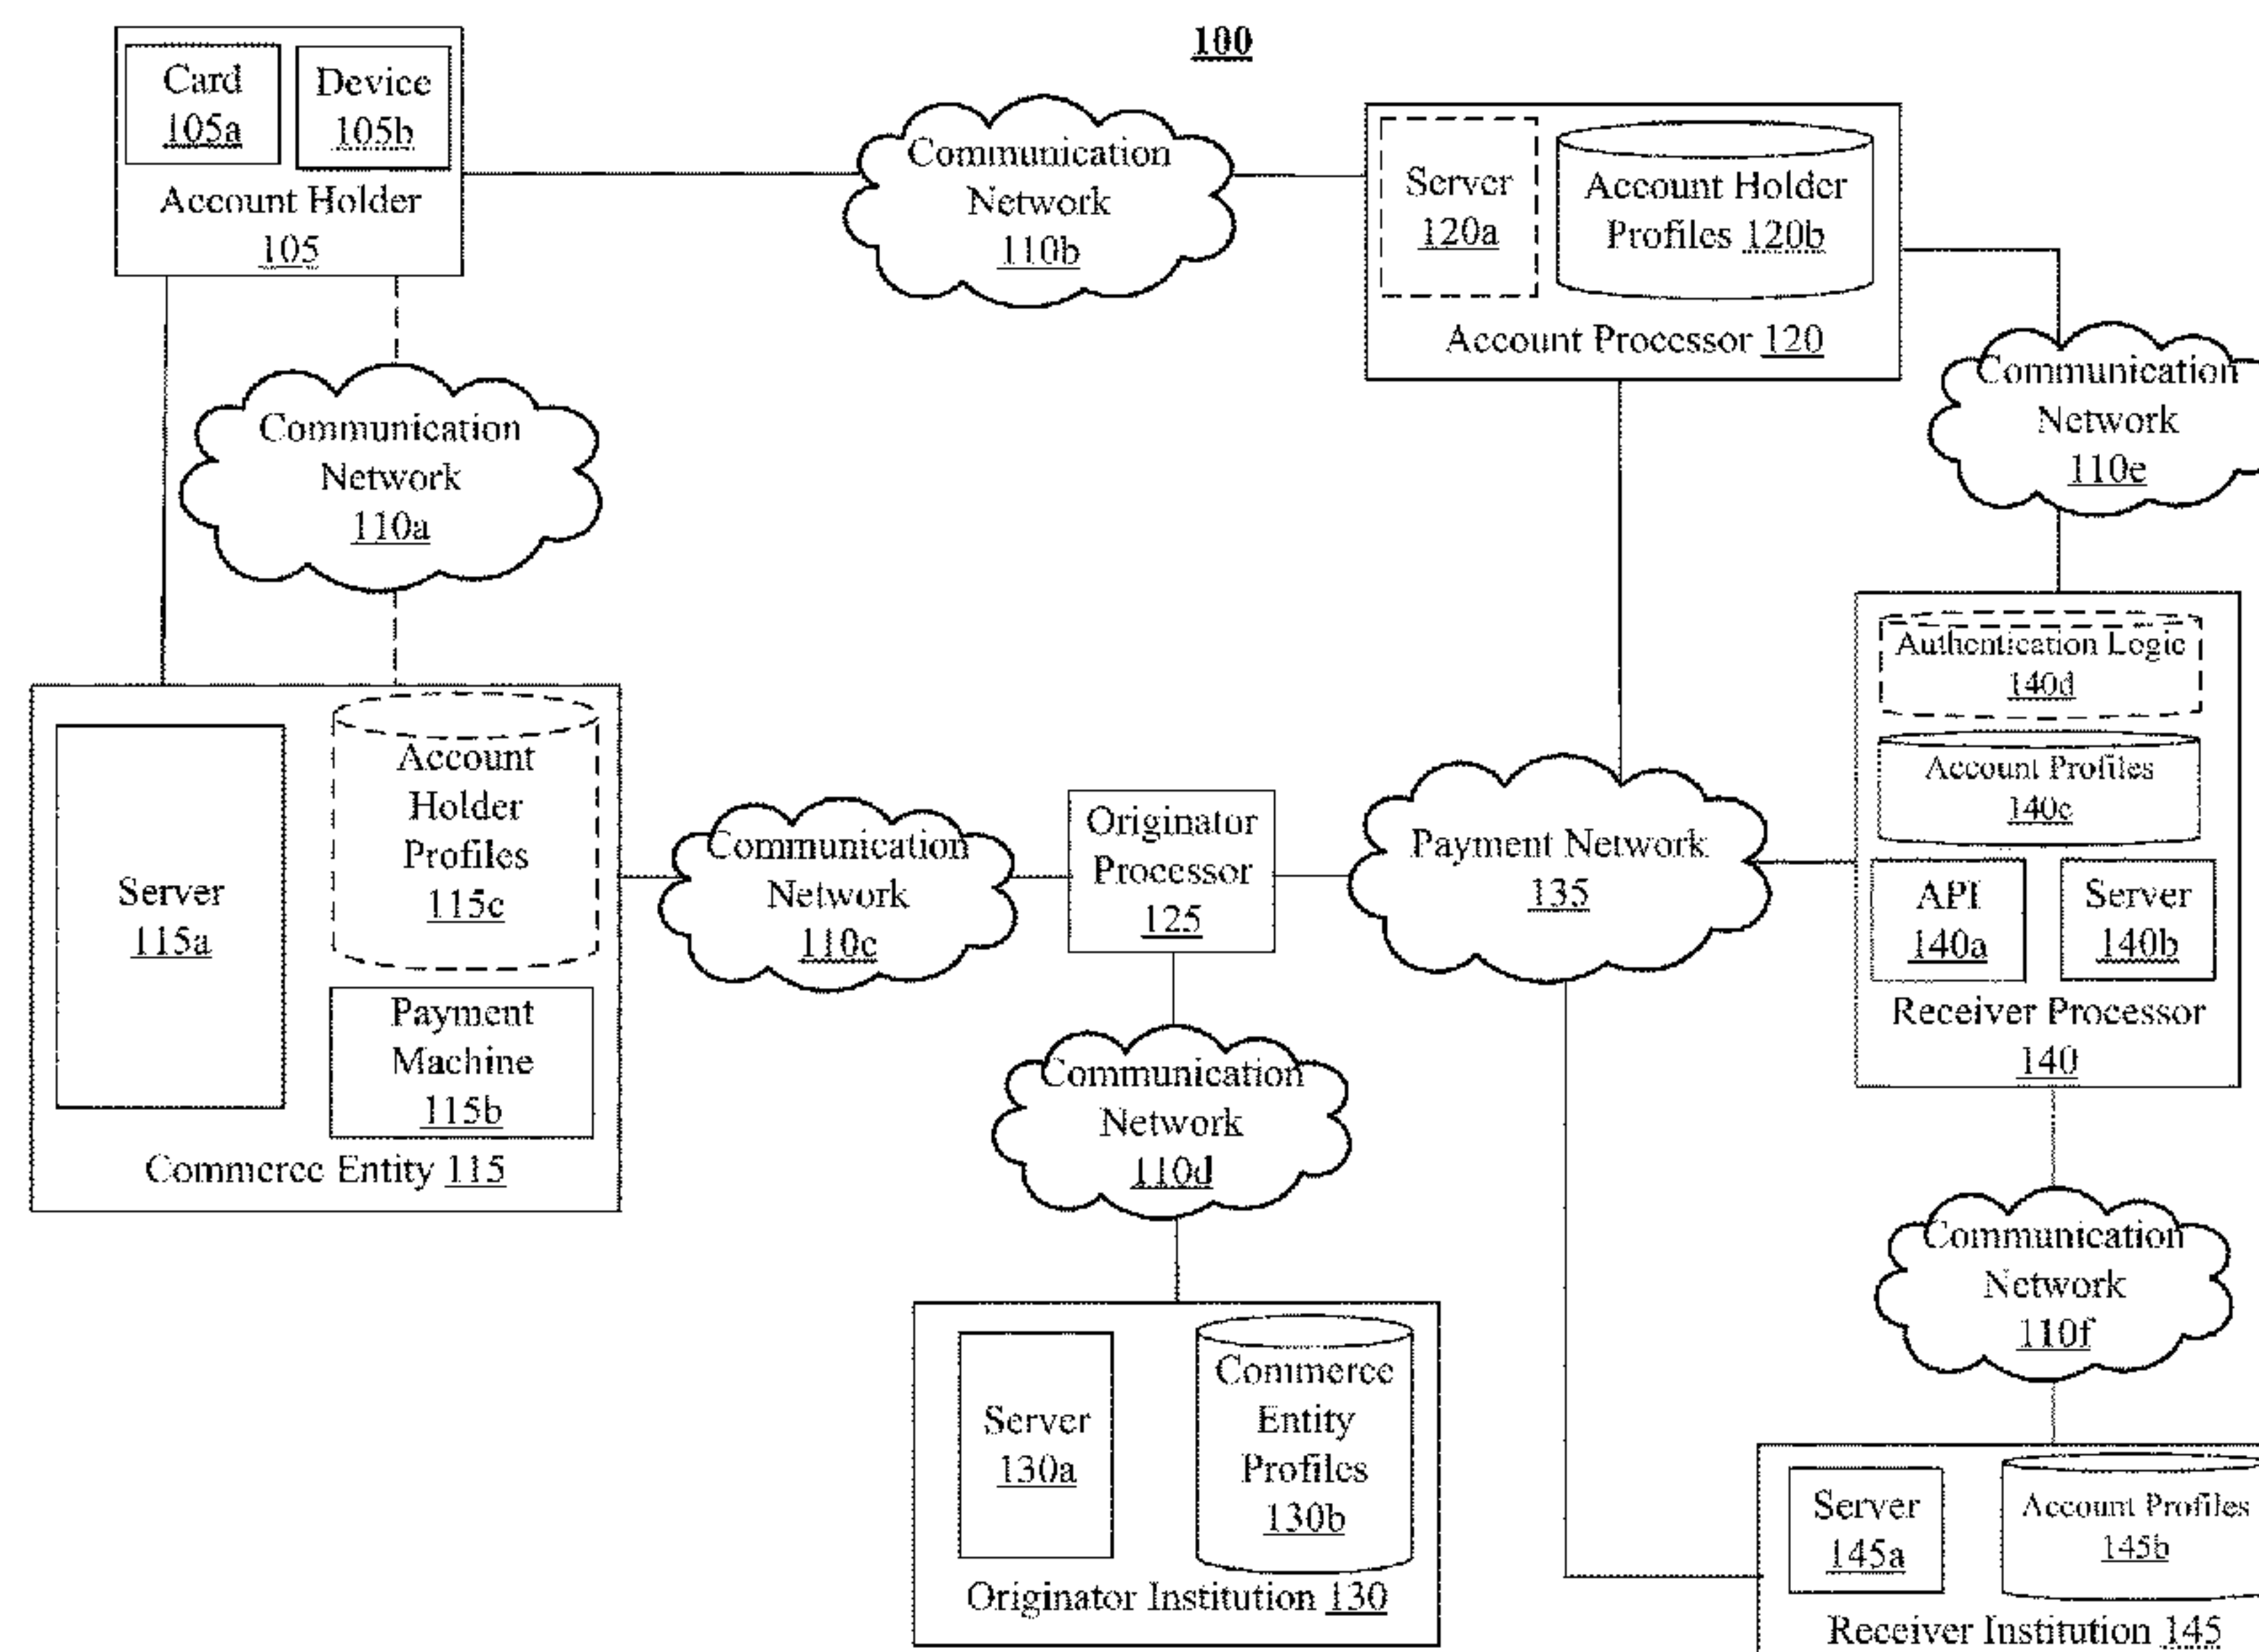 100
Card
105a
Device
105b
Account Holder
105
Communication
Network
110b
Server
120a
Account Holder
Profiles 120b
Account Processor 120
Communication
Network
110a
Communication
Network
110e
Authentication Logic
140d
Account Profiles
140c
API
140a
Server
140b
Receiver Processor
140
Server
115a
Account
Holder
Profiles
115c
Payment
Machine
115b
Commerce Entity 115
Communication
Network
110c
Originator
Processor
125
Payment Network
135
Communication
Network
110d
Communication
Network
110f
Server
130a
Commerce
Entity
Profiles
130b
Originator Institution 130
Server
145a
Account Profiles
145b
Receiver Institution 145